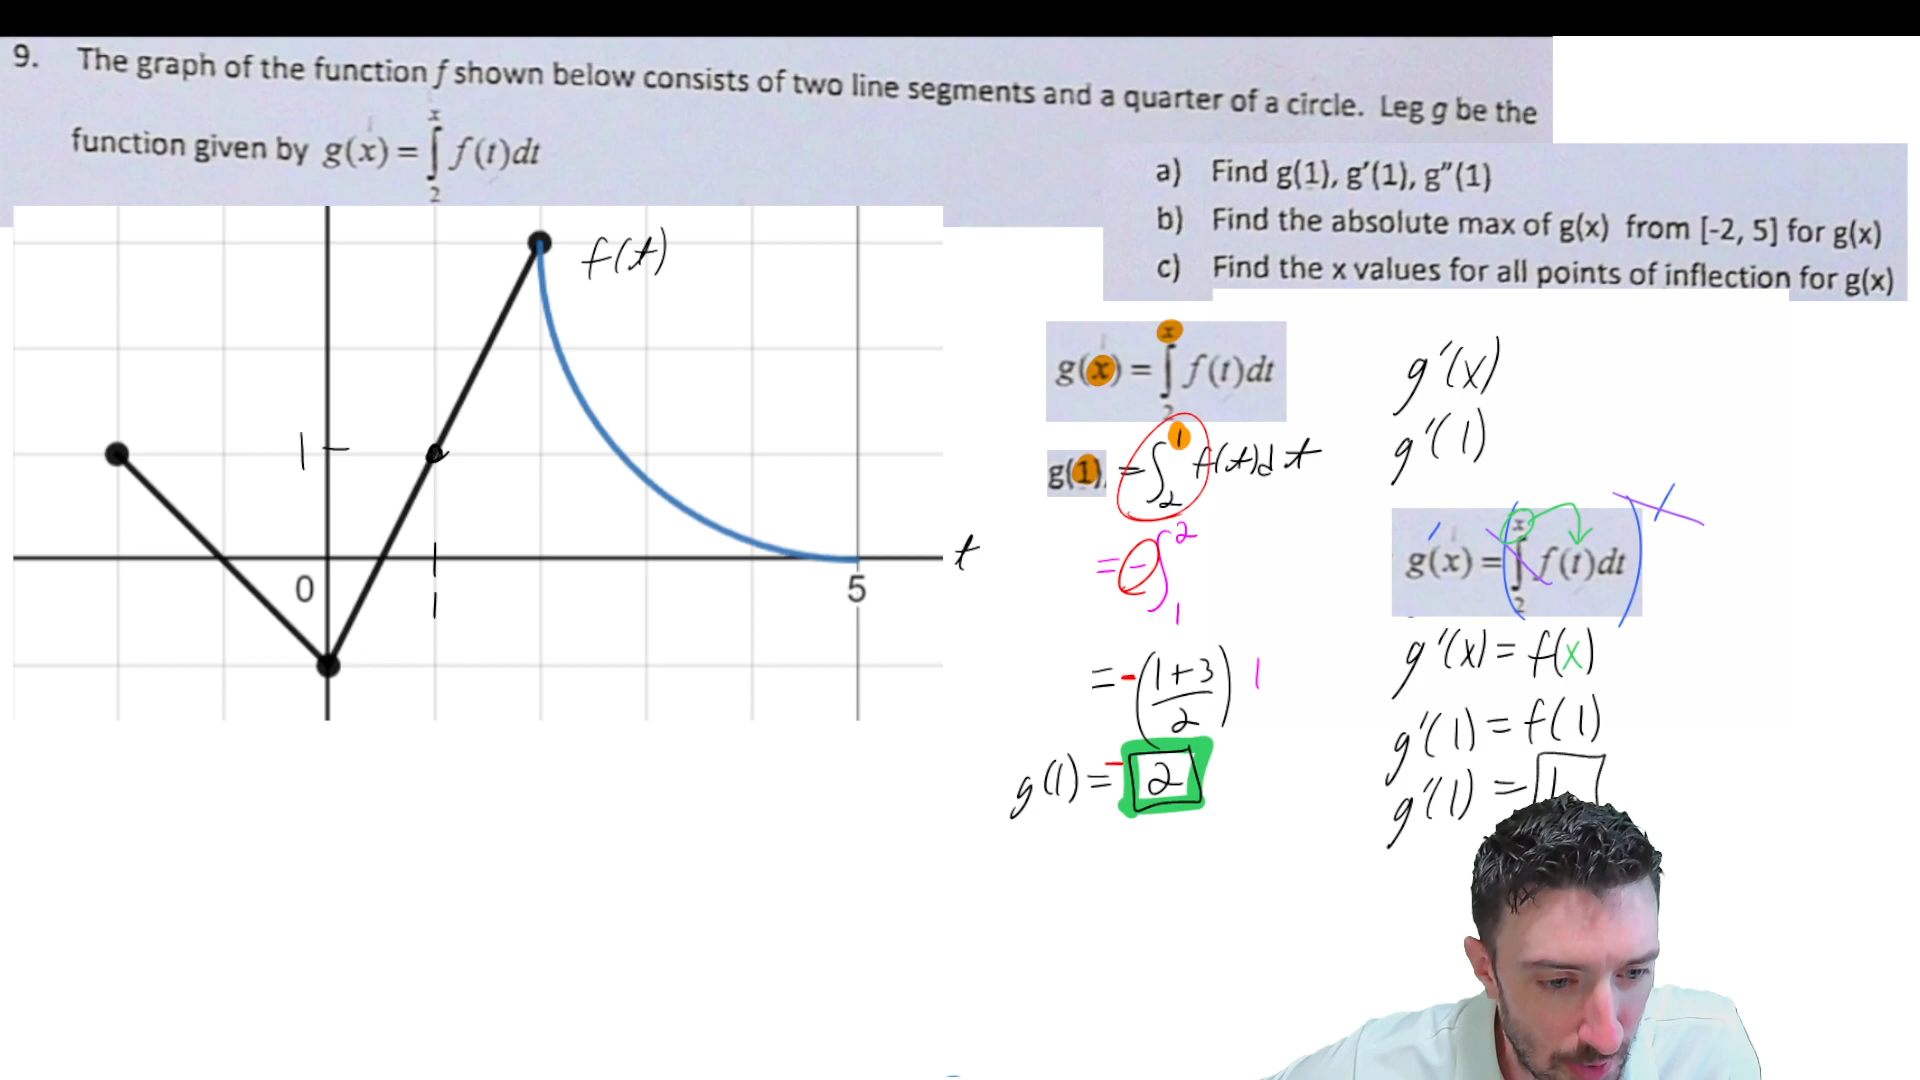 9. The graph of the function f shown below consists of two line segments and a quarter of a circle. Leg g be the
function given by g(x) = ∫₂ˣ f(t)dt
a) Find g(1), g′(1), g″(1)
b) Find the absolute max of g(x) from [-2, 5] for g(x)
c) Find the x values for all points of inflection for g(x)
f(t)
1
t
0
1
5
g(x) = ∫₂ˣ f(t)dt
g(1) = ∫₂¹ f(t)dt
= -∫₁²
= -((1+3)/2) 1
g(1) = -2
g′(x)
g′(1)
g′(x) = (∫₂ˣ f(t)dt)′
g′(x) = f(x)
g′(1) = f(1)
g′(1) = 1